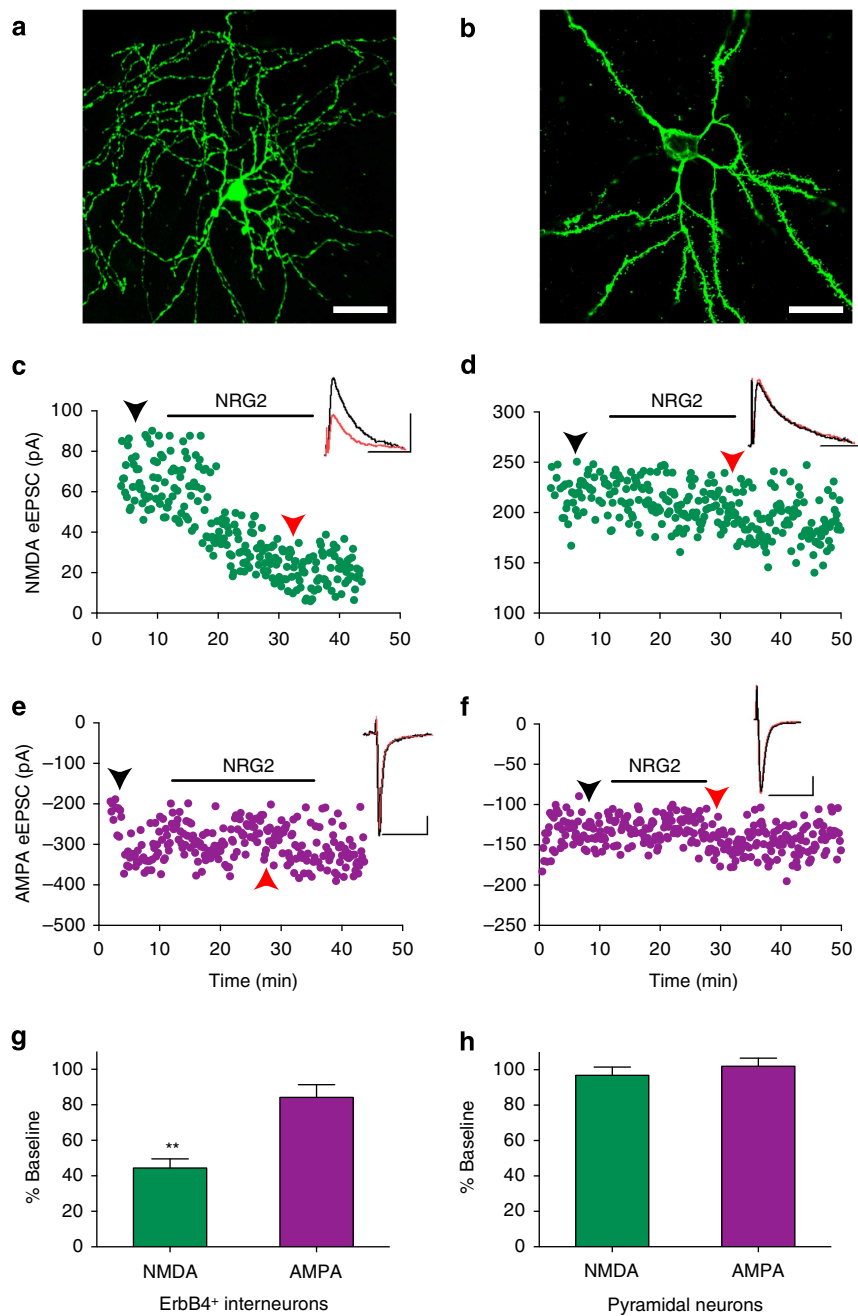 a
b
c
d
NRG2
NRG2
NMDA eEPSC (pA)
100
80
60
40
20
0
0 10 20 30 40 50
300
250
200
150
100
0 10 20 30 40 50
e
f
NRG2
NRG2
AMPA eEPSC (pA)
0
−100
−200
−300
−400
−500
0 10 20 30 40 50
Time (min)
0
−50
−100
−150
−200
−250
0 10 20 30 40 50
Time (min)
g
h
% Baseline
100
80
60
40
20
0
**
NMDA AMPA
ErbB4⁺ interneurons
% Baseline
100
80
60
40
20
0
NMDA AMPA
Pyramidal neurons